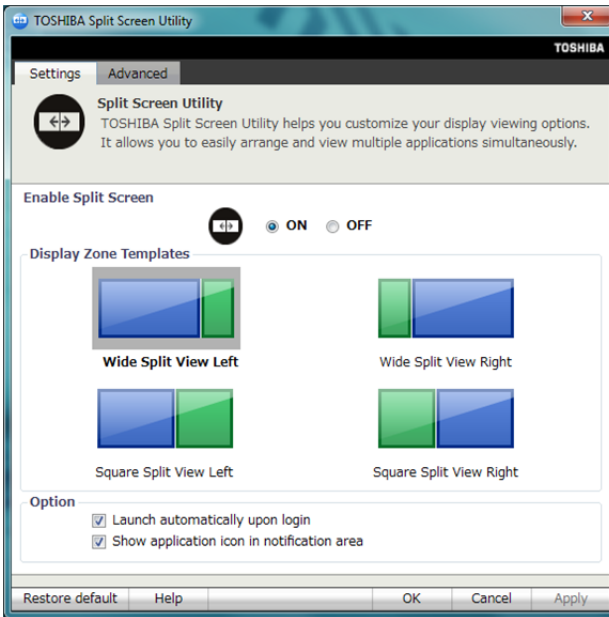 TOSHIBA Split Screen Utility
TOSHIBA
Settings Advanced
Split Screen Utility
TOSHIBA Split Screen Utility helps you customize your display viewing options.
It allows you to easily arrange and view multiple applications simultaneously.
Enable Split Screen
ON OFF
Display Zone Templates
Wide Split View Left Wide Split View Right
Square Split View Left Square Split View Right
Option
Launch automatically upon login
Show application icon in notification area
Restore default Help OK Cancel Apply